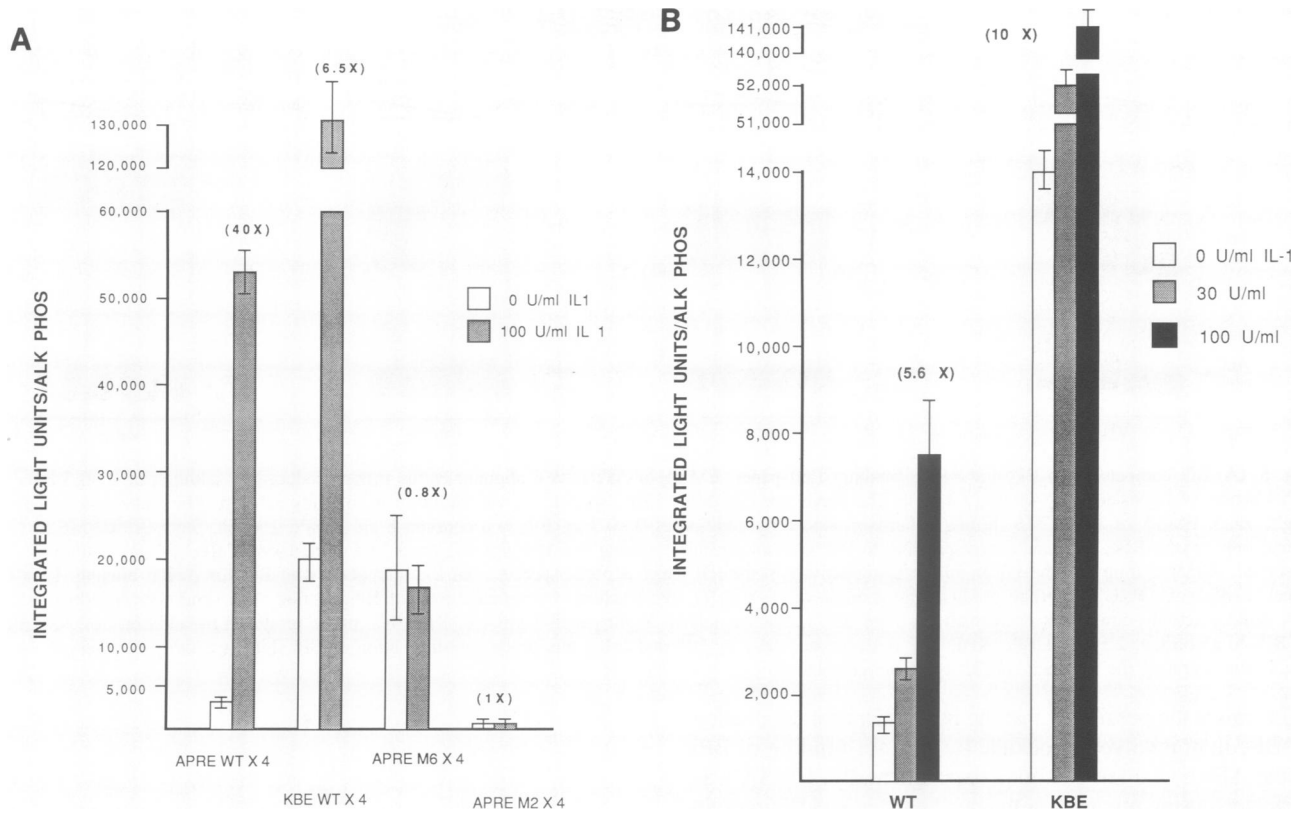 A
INTEGRATED LIGHT UNITS/ALK PHOS
130,000
120,000
60,000
50,000
40,000
30,000
20,000
10,000
5,000
(40X)
(6.5X)
(0.8X)
(1X)
0 U/ml IL1
100 U/ml IL 1
APRE WT X 4
KBE WT X 4
APRE M6 X 4
APRE M2 X 4
B
INTEGRATED LIGHT UNITS/ALK PHOS
141,000
140,000
52,000
51,000
14,000
12,000
10,000
8,000
6,000
4,000
2,000
(5.6 X)
(10 X)
0 U/ml IL-1
30 U/ml
100 U/ml
WT
KBE